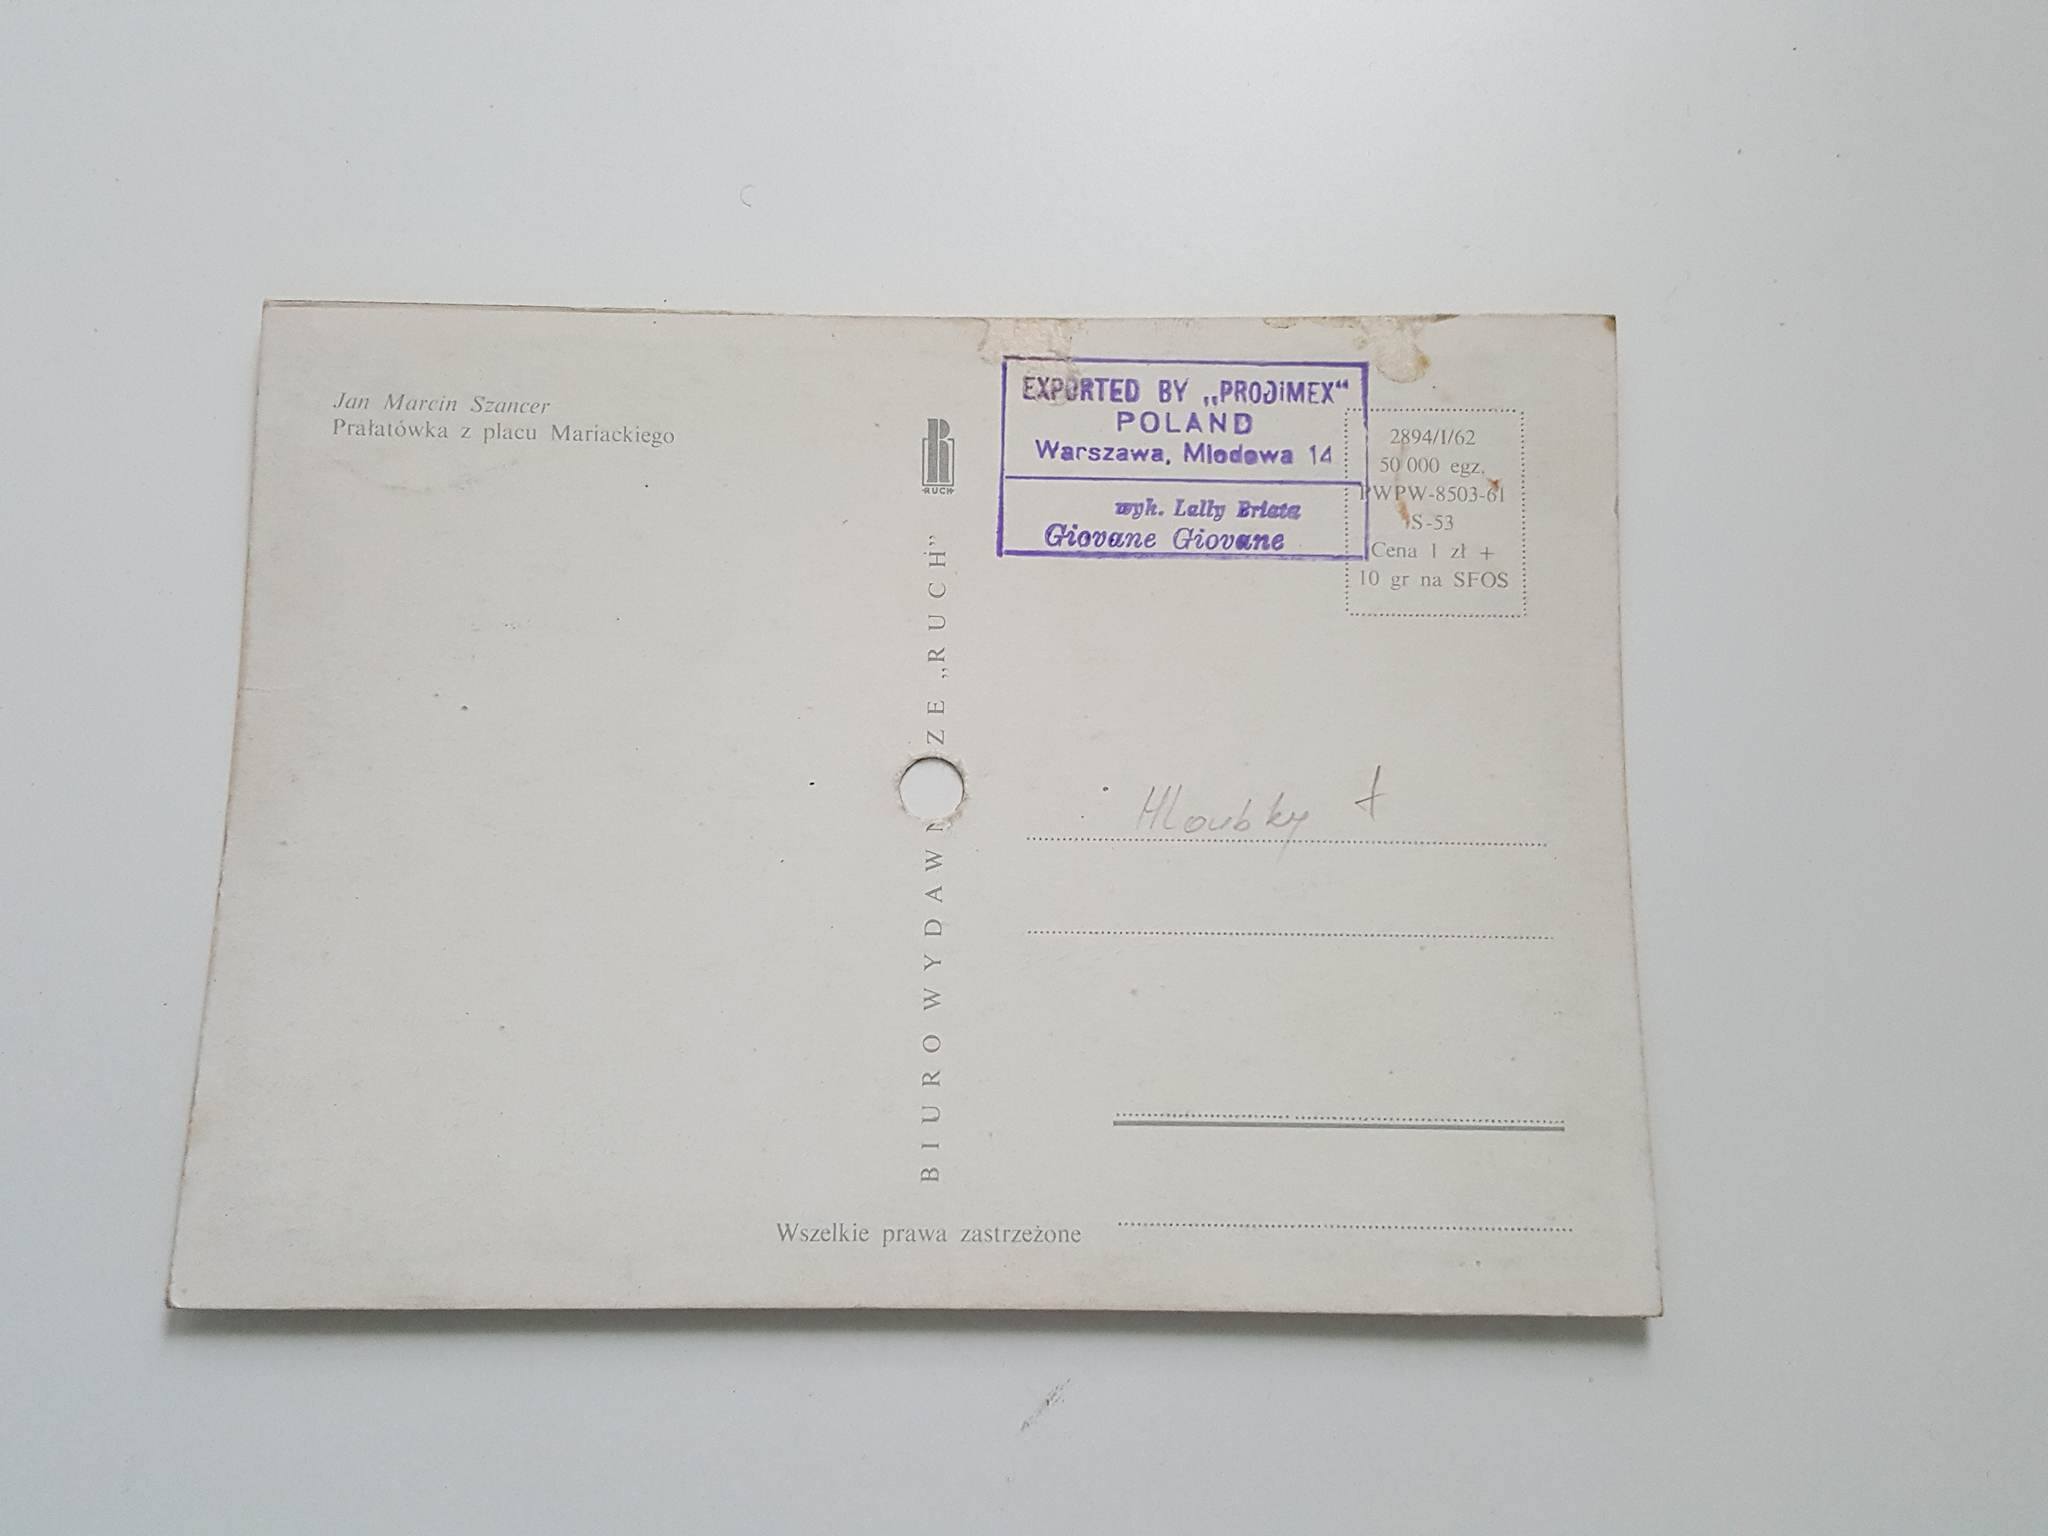 Jan Marcin Szancer
Prałatówka z placu Mariackiego
RUCH
BIURO WYDAWN ZE „RUCH”
EXPORTED BY „PRODiMEX“
POLAND
Warszawa, Miodowa 14
wyk. Lally Briata
Giovane Giovane
2894/I/62
50 000 egz.
PWPW-8503-61
S-53
Cena 1 zł +
10 gr na SFOS
Hloubky
Wszelkie prawa zastrzeżone